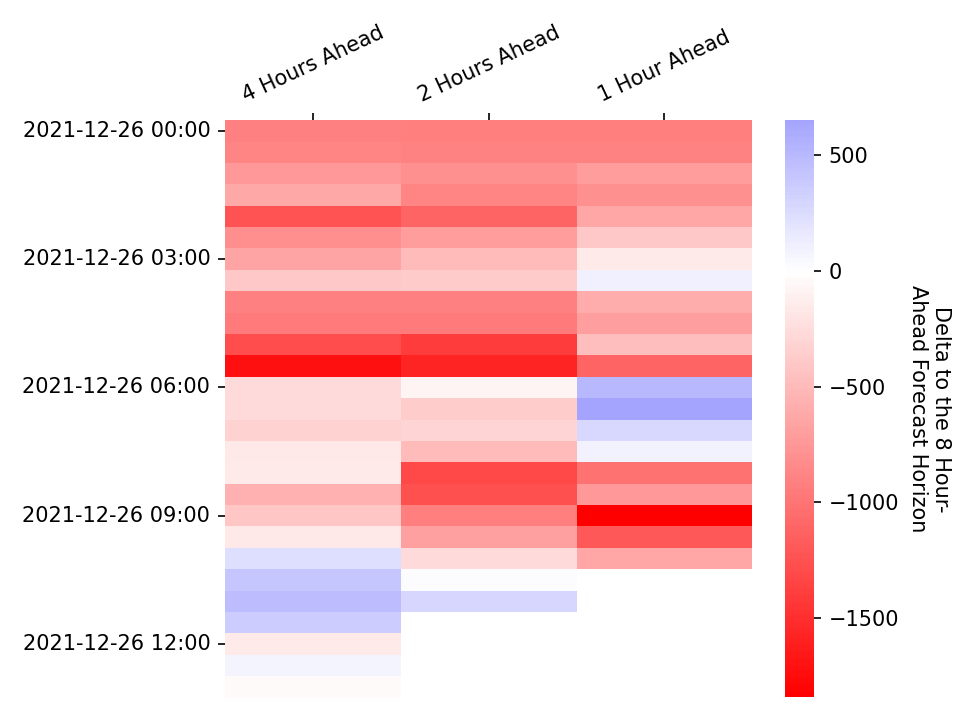 4 Hours Ahead
2 Hours Ahead
1 Hour Ahead
2021-12-26 00:00
2021-12-26 03:00
2021-12-26 06:00
2021-12-26 09:00
2021-12-26 12:00
500
0
−500
−1000
−1500
Delta to the 8 Hour-
Ahead Forecast Horizon